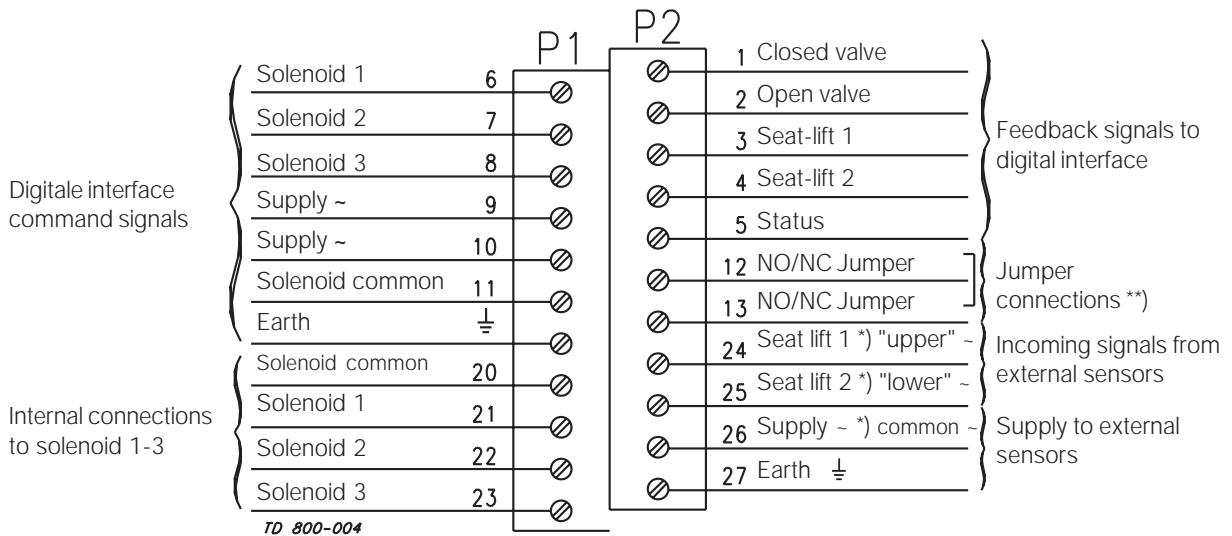 P1
P2
Digitale interface
command signals
Solenoid 1 6
Solenoid 2 7
Solenoid 3 8
Supply ~ 9
Supply ~ 10
Solenoid common 11
Earth ⏚
Internal connections
to solenoid 1-3
Solenoid common 20
Solenoid 1 21
Solenoid 2 22
Solenoid 3 23
TD 800-004
1 Closed valve
2 Open valve
3 Seat-lift 1
4 Seat-lift 2
5 Status
Feedback signals to
digital interface
12 NO/NC Jumper
13 NO/NC Jumper
Jumper
connections **)
24 Seat lift 1 *) "upper" ~
25 Seat lift 2 *) "lower" ~
Incoming signals from
external sensors
26 Supply ~ *) common ~
27 Earth ⏚
Supply to external
sensors